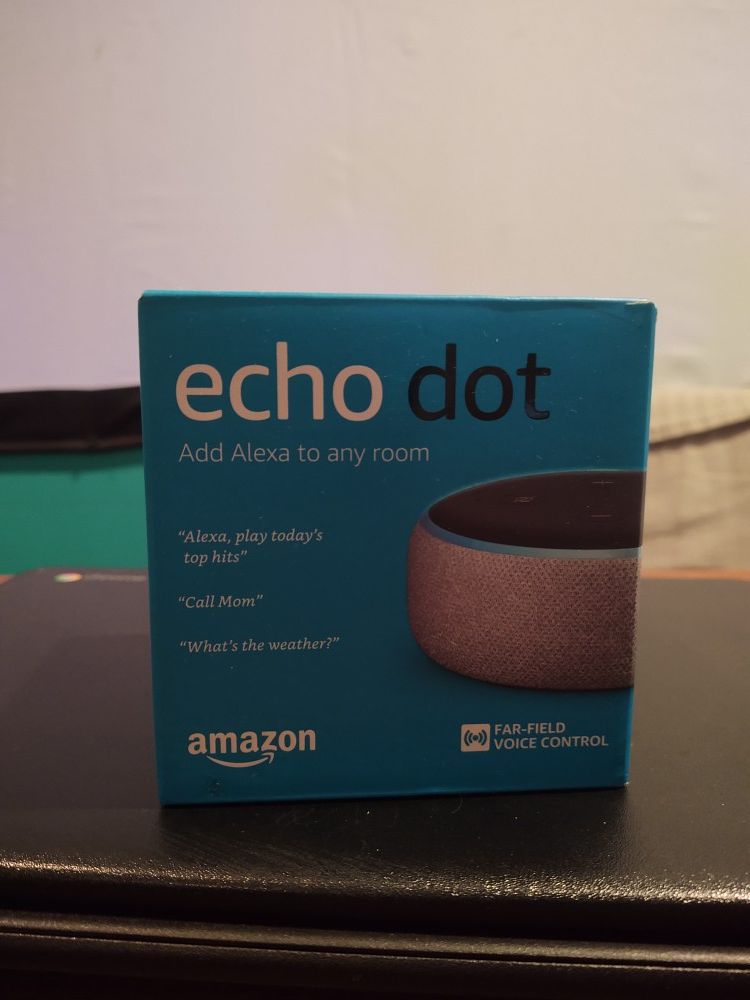 echo dot
Add Alexa to any room
“Alexa, play today’s
top hits”
“Call Mom”
“What’s the weather?”
amazon
FAR-FIELD
VOICE CONTROL